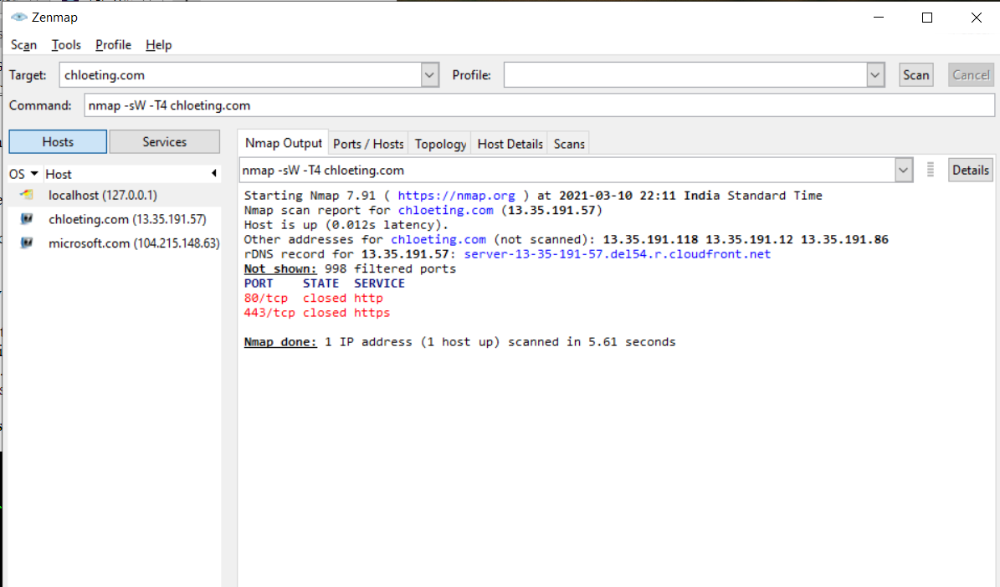 Zenmap
Scan Tools Profile Help
Target: chloeting.com Profile: Scan Cancel
Command: nmap -sW -T4 chloeting.com
Hosts Services
Nmap Output Ports / Hosts Topology Host Details Scans
OS Host
nmap -sW -T4 chloeting.com Details
localhost (127.0.0.1)
chloeting.com (13.35.191.57)
microsoft.com (104.215.148.63)
Starting Nmap 7.91 ( https://nmap.org ) at 2021-03-10 22:11 India Standard Time
Nmap scan report for chloeting.com (13.35.191.57)
Host is up (0.012s latency).
Other addresses for chloeting.com (not scanned): 13.35.191.118 13.35.191.12 13.35.191.86
rDNS record for 13.35.191.57: server-13-35-191-57.del54.r.cloudfront.net
Not shown: 998 filtered ports
PORT STATE SERVICE
80/tcp closed http
443/tcp closed https
Nmap done: 1 IP address (1 host up) scanned in 5.61 seconds